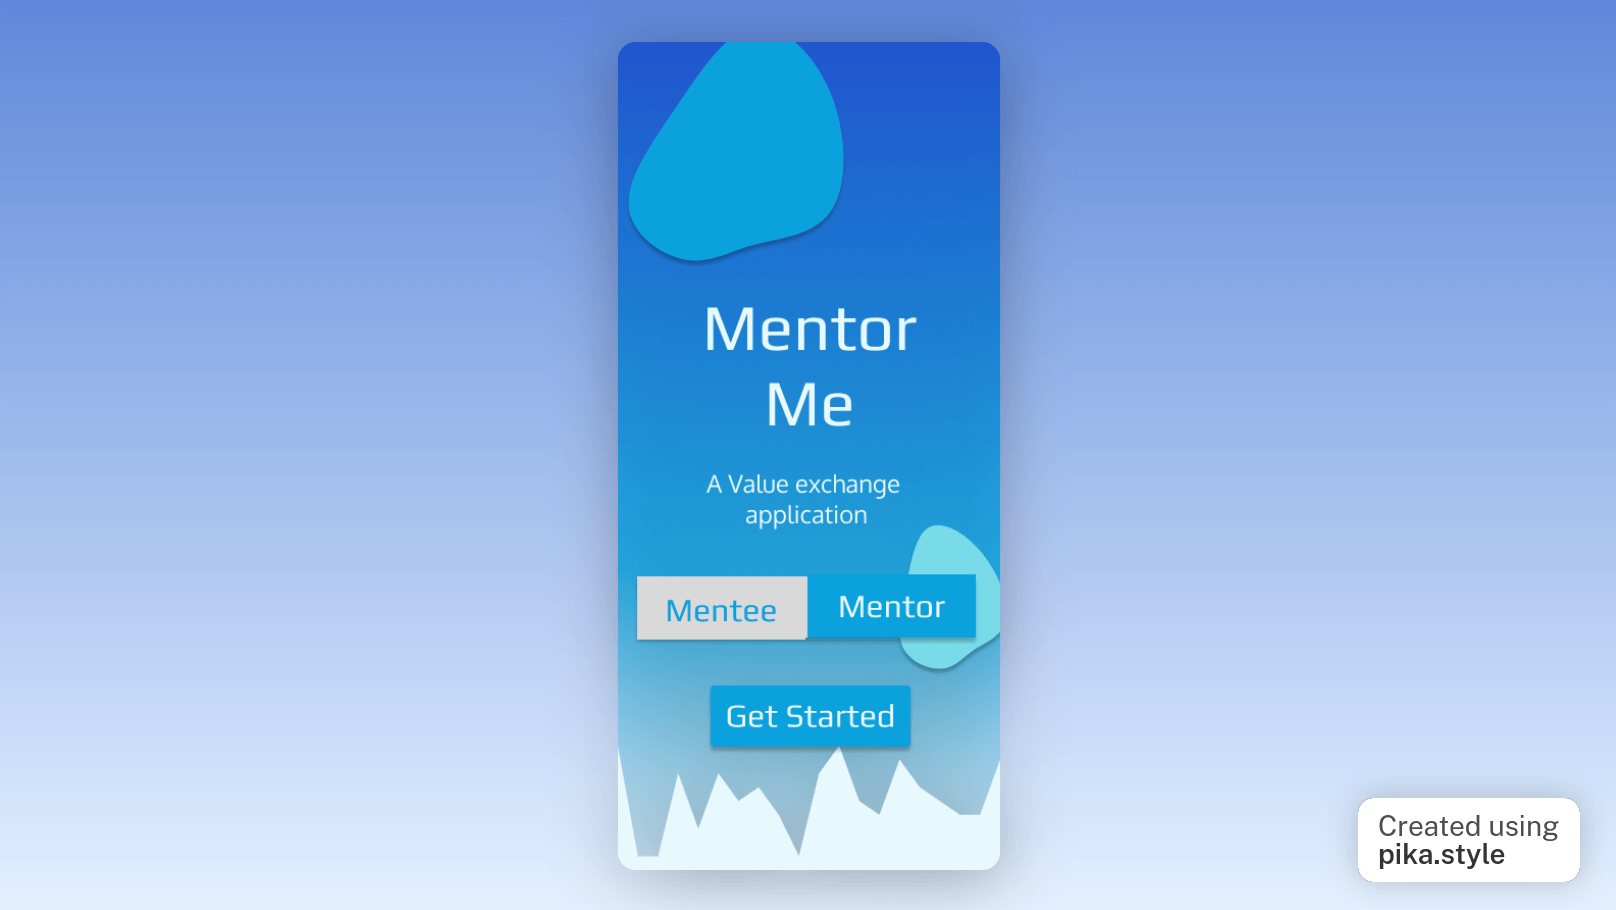 Mentor
Me
A Value exchange
application
Mentee
Mentor
Get Started
Created using
pika.style